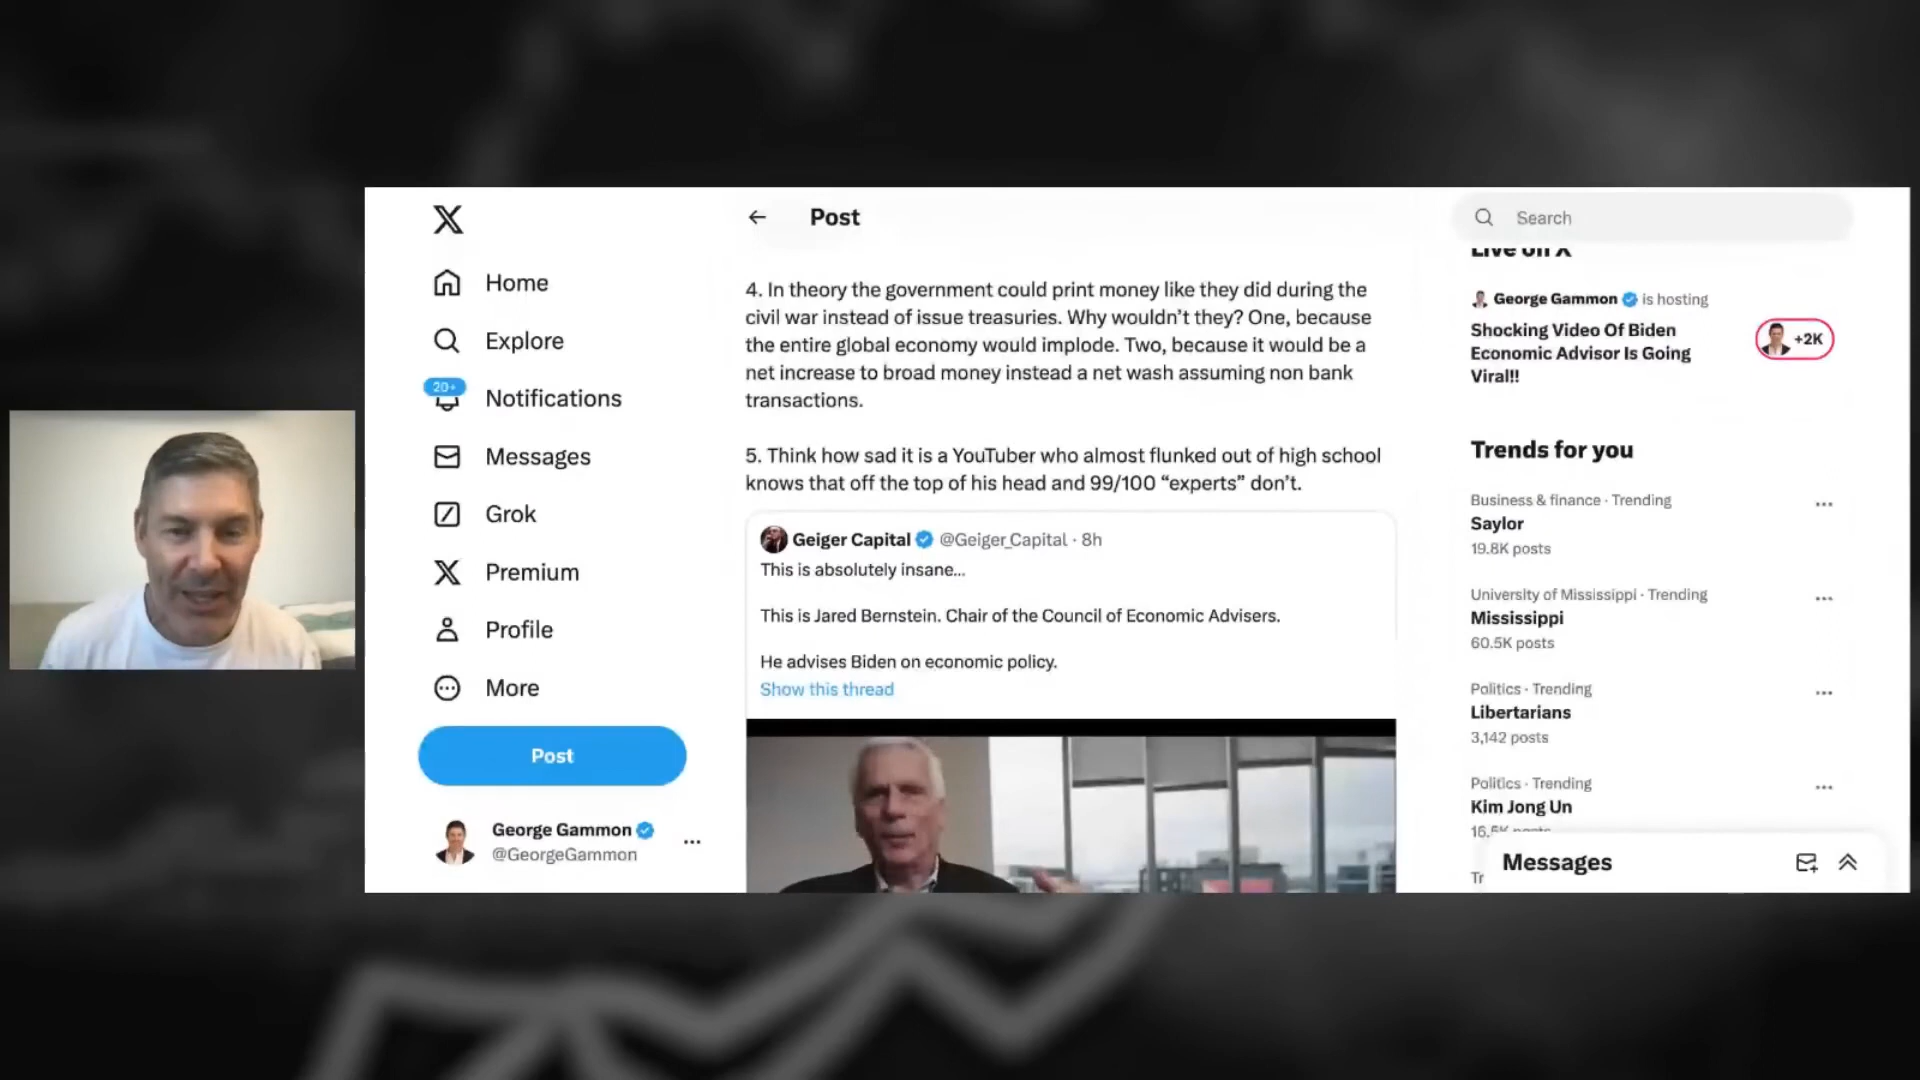 Home
Explore
20+
Notifications
Messages
Grok
Premium
Profile
More
Post
George Gammon
@GeorgeGammon
Post
4. In theory the government could print money like they did during the
civil war instead of issue treasuries. Why wouldn't they? One, because
the entire global economy would implode. Two, because it would be a
net increase to broad money instead a net wash assuming non bank
transactions.
5. Think how sad it is a YouTuber who almost flunked out of high school
knows that off the top of his head and 99/100 “experts” don't.
Geiger Capital @Geiger_Capital · 8h
This is absolutely insane...
This is Jared Bernstein. Chair of the Council of Economic Advisers.
He advises Biden on economic policy.
Show this thread
Search
Live on X
George Gammon is hosting
Shocking Video Of Biden
Economic Advisor Is Going
Viral!!
+2K
Trends for you
Business & finance · Trending
Saylor
19.8K posts
University of Mississippi · Trending
Mississippi
60.5K posts
Politics · Trending
Libertarians
3,142 posts
Politics · Trending
Kim Jong Un
Messages